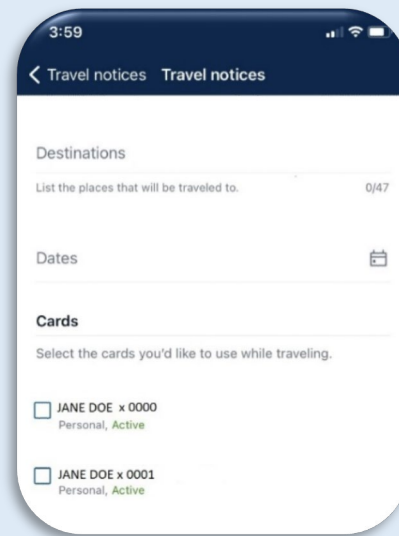 3:59
Travel notices Travel notices
Destinations
List the places that will be traveled to. 0/47
Dates
Cards
Select the cards you'd like to use while traveling.
JANE DOE x 0000
Personal, Active
JANE DOE x 0001
Personal, Active